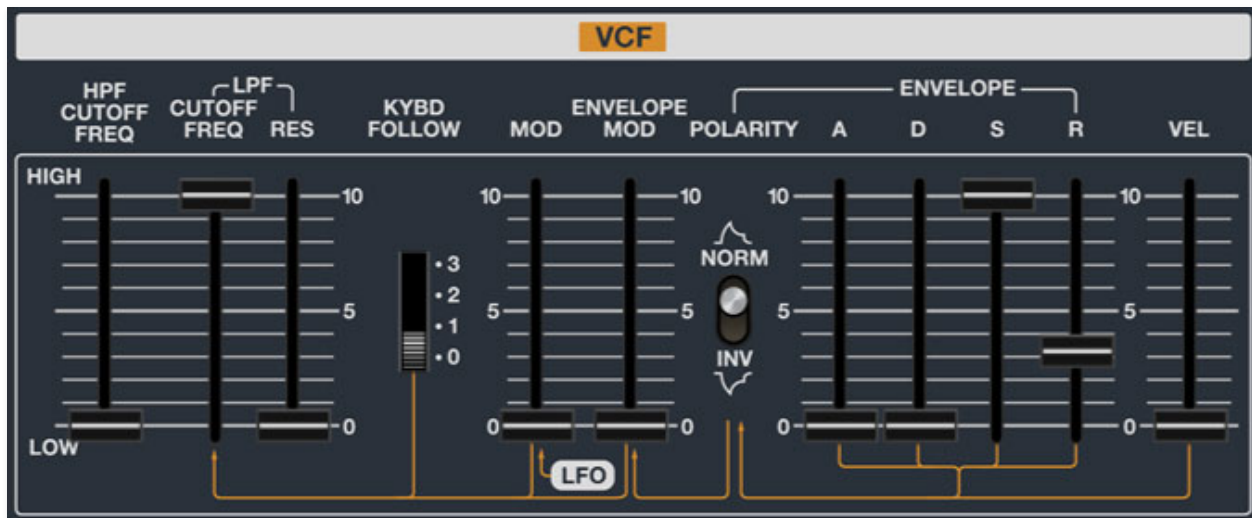 VCF
HPF CUTOFF FREQ
LPF
CUTOFF FREQ
RES
KYBD FOLLOW
MOD
ENVELOPE MOD
POLARITY
ENVELOPE
A
D
S
R
VEL
HIGH
10
10
10
10
10
NORM
3
2
1
0
5
5
5
5
5
INV
0
0
0
0
0
LOW
LFO